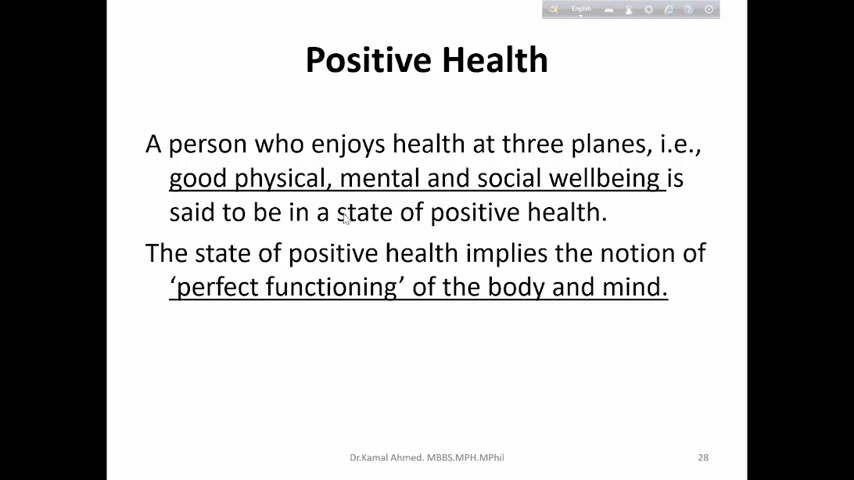 English
Positive Health
A person who enjoys health at three planes, i.e.,
good physical, mental and social wellbeing is
said to be in a state of positive health.
The state of positive health implies the notion of
‘perfect functioning’ of the body and mind.
Dr.Kamal Ahmed. MBBS.MPH.MPhil
28